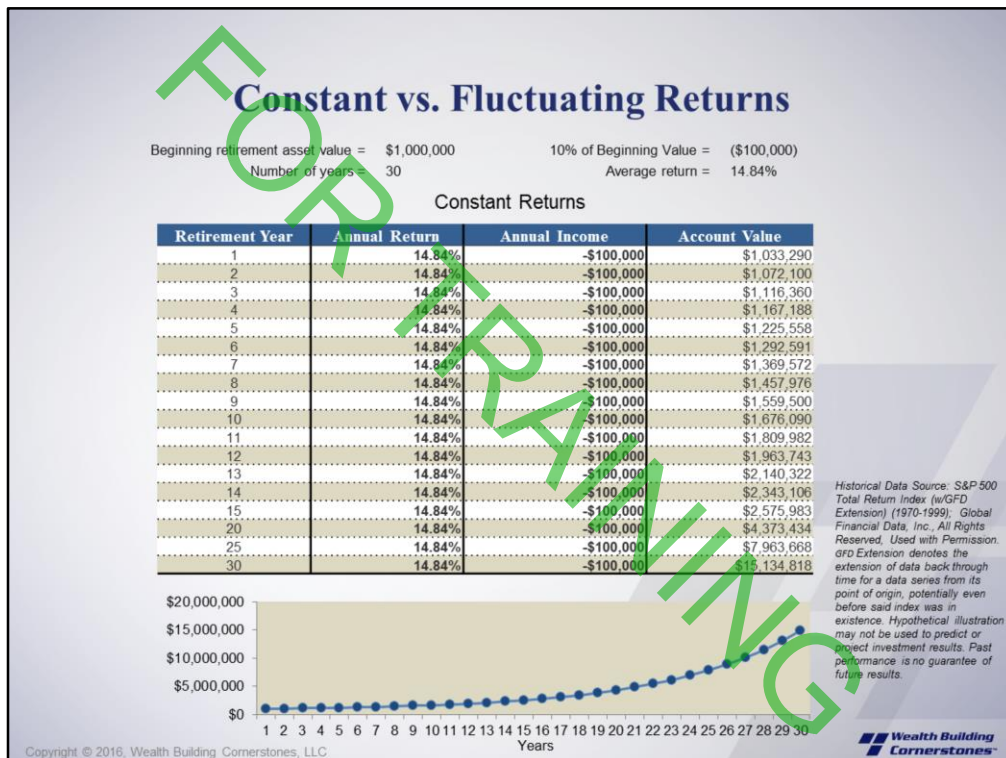 Constant vs. Fluctuating Returns
Beginning retirement asset value = $1,000,000 10% of Beginning Value = ($100,000)
Number of years = 30 Average return = 14.84%
Constant Returns
Retirement Year Annual Return Annual Income Account Value
1 14.84% -$100,000 $1,033,290
2 14.84% -$100,000 $1,072,100
3 14.84% -$100,000 $1,116,360
4 14.84% -$100,000 $1,167,188
5 14.84% -$100,000 $1,225,558
6 14.84% -$100,000 $1,292,591
7 14.84% -$100,000 $1,369,572
8 14.84% -$100,000 $1,457,976
9 14.84% -$100,000 $1,559,500
10 14.84% -$100,000 $1,676,090
11 14.84% -$100,000 $1,809,982
12 14.84% -$100,000 $1,963,743
13 14.84% -$100,000 $2,140,322
14 14.84% -$100,000 $2,343,106
15 14.84% -$100,000 $2,575,983
20 14.84% -$100,000 $4,373,434
25 14.84% -$100,000 $7,963,668
30 14.84% -$100,000 $15,134,818
Historical Data Source: S&P 500
Total Return Index (w/GFD
Extension) (1970-1999); Global
Financial Data, Inc., All Rights
Reserved, Used with Permission.
GFD Extension denotes the
extension of data back through
time for a data series from its
point of origin, potentially even
before said index was in
existence. Hypothetical illustration
may not be used to predict or
project investment results. Past
performance is no guarantee of
future results.
$20,000,000
$15,000,000
$10,000,000
$5,000,000
$0
1 2 3 4 5 6 7 8 9 10 11 12 13 14 15 16 17 18 19 20 21 22 23 24 25 26 27 28 29 30
Years
Copyright © 2016, Wealth Building Cornerstones, LLC
Wealth Building
Cornerstones
FOR TRAINING